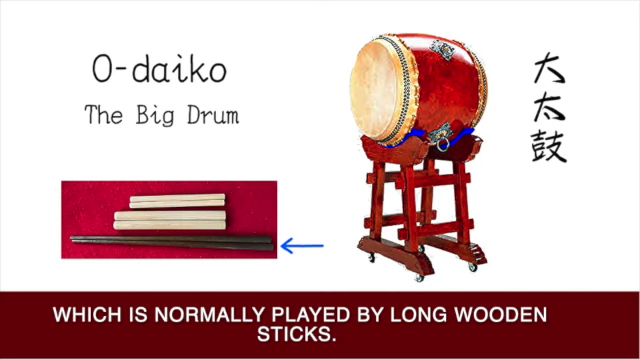 O-daiko
The Big Drum
大太鼓
WHICH IS NORMALLY PLAYED BY LONG WOODEN
STICKS.